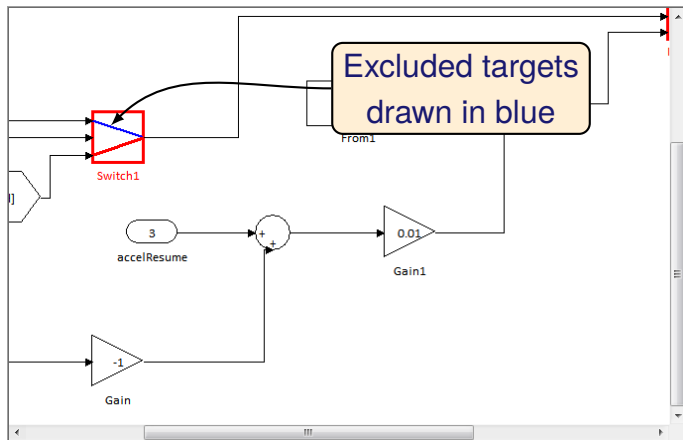 Excluded targets
drawn in blue
From1
Switch1
3
+
+
accelResume
0.01
Gain1
-1
Gain